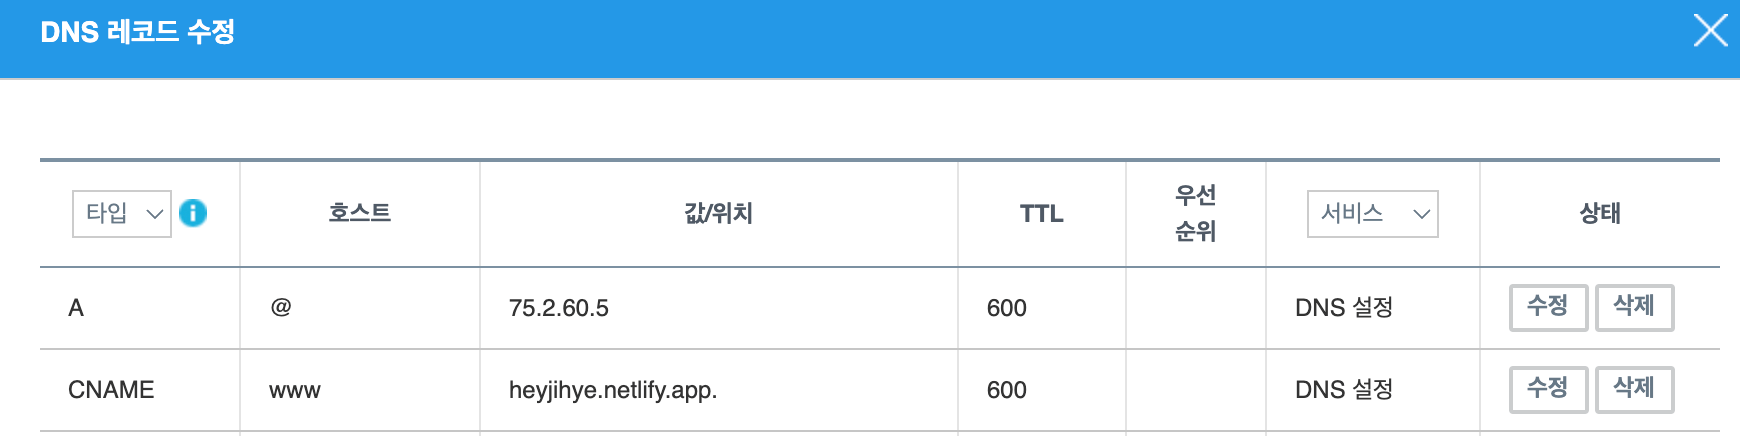 DNS 레코드 수정
타입 호스트 값/위치 TTL 우선 순위 서비스 상태
A @ 75.2.60.5 600 DNS 설정 수정 삭제
CNAME www heyjihye.netlify.app. 600 DNS 설정 수정 삭제